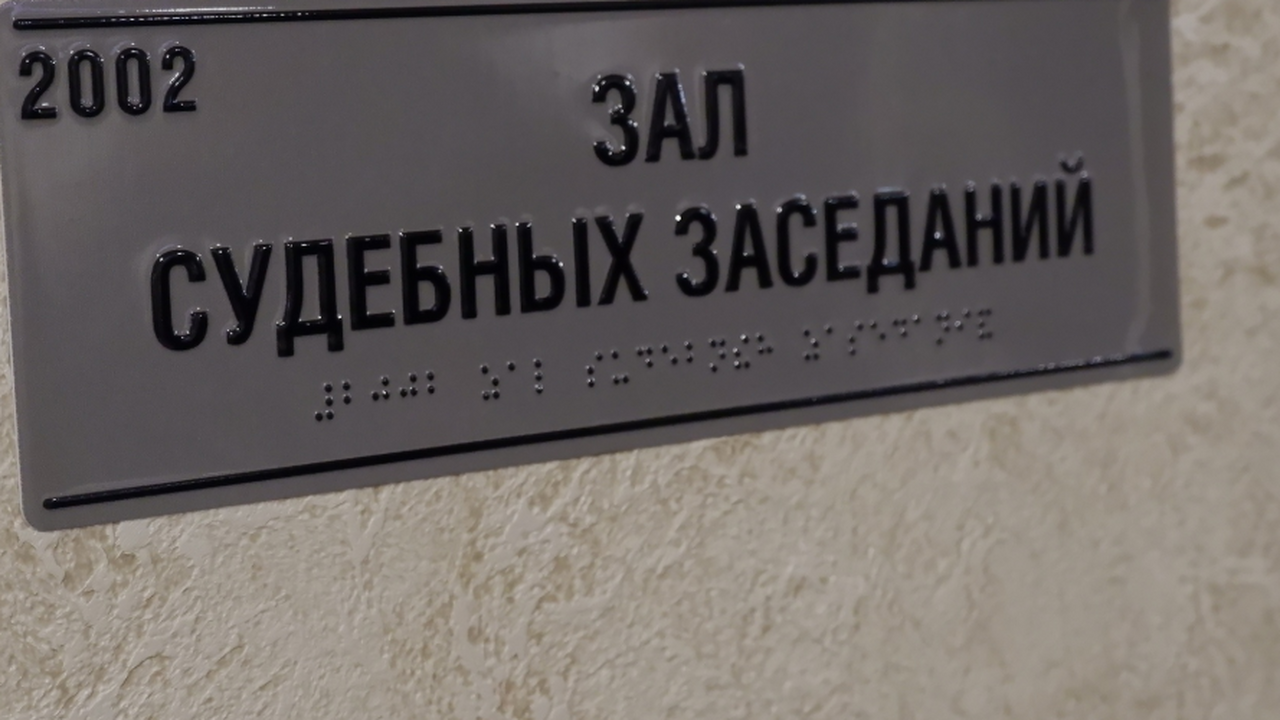 2002
ЗАЛ
СУДЕБНЫХ ЗАСЕДАНИЙ
⠼⠃⠚⠚⠃ ⠵⠁⠇ ⠎⠥⠙⠑⠃⠝⠮⠓ ⠵⠁⠎⠑⠙⠁⠝⠊⠯